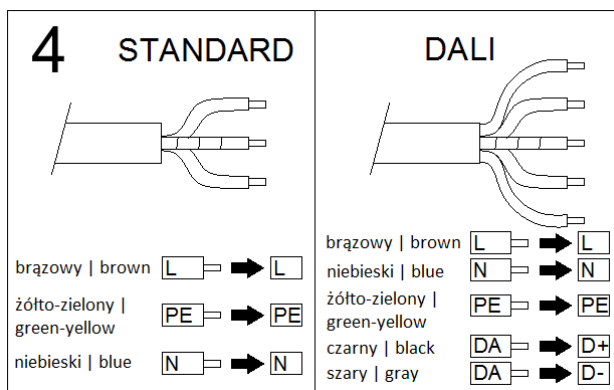 4 STANDARD
brązowy | brown L L
żółto-zielony |
green-yellow PE PE
niebieski | blue N N
DALI
brązowy | brown L L
niebieski | blue N N
żółto-zielony |
green-yellow PE PE
czarny | black DA D+
szary | gray DA D-